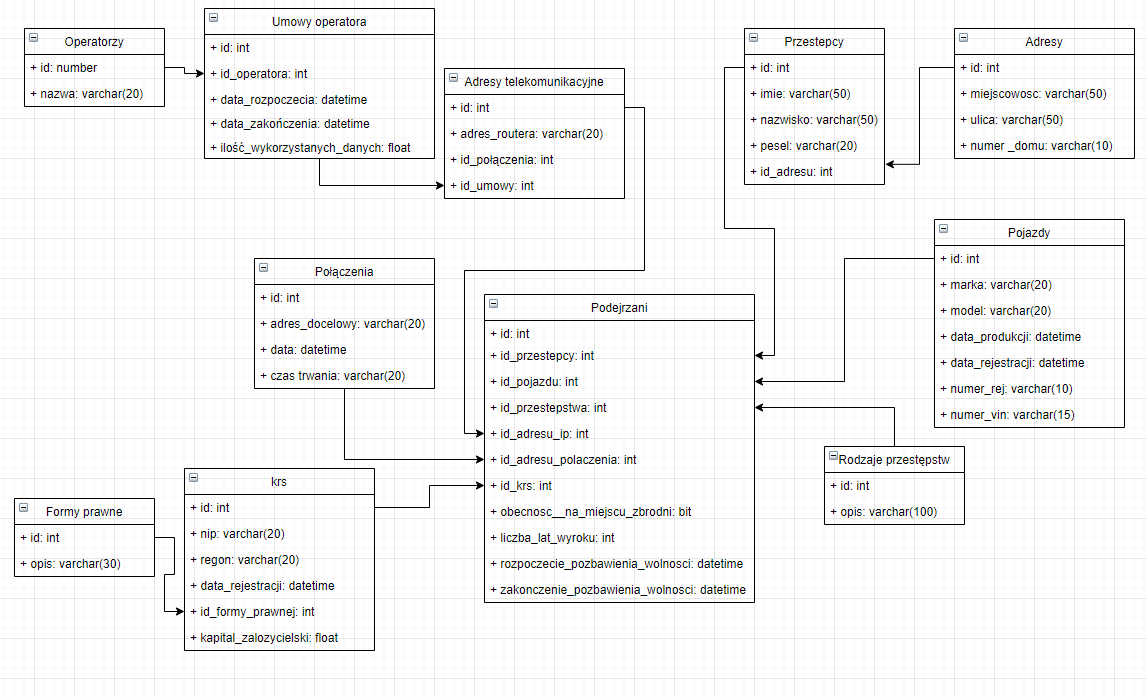 Operatorzy
+ id: number
+ nazwa: varchar(20)
Umowy operatora
+ id: int
+ id_operatora: int
+ data_rozpoczecia: datetime
+ data_zakończenia: datetime
+ ilość_wykorzystanych_danych: float
Adresy telekomunikacyjne
+ id: int
+ adres_routera: varchar(20)
+ id_połączenia: int
+ id_umowy: int
Przestepcy
+ id: int
+ imie: varchar(50)
+ nazwisko: varchar(50)
+ pesel: varchar(20)
+ id_adresu: int
Adresy
+ id: int
+ miejscowosc: varchar(50)
+ ulica: varchar(50)
+ numer _domu: varchar(10)
Połączenia
+ id: int
+ adres_docelowy: varchar(20)
+ data: datetime
+ czas trwania: varchar(20)
Podejrzani
+ id: int
+ id_przestepcy: int
+ id_pojazdu: int
+ id_przestepstwa: int
+ id_adresu_ip: int
+ id_adresu_polaczenia: int
+ id_krs: int
+ obecnosc__na_miejscu_zbrodni: bit
+ liczba_lat_wyroku: int
+ rozpoczecie_pozbawienia_wolnosci: datetime
+ zakonczenie_pozbawienia_wolnosci: datetime
Pojazdy
+ id: int
+ marka: varchar(20)
+ model: varchar(20)
+ data_produkcji: datetime
+ data_rejestracji: datetime
+ numer_rej: varchar(10)
+ numer_vin: varchar(15)
Rodzaje przestępstw
+ id: int
+ opis: varchar(100)
krs
+ id: int
+ nip: varchar(20)
+ regon: varchar(20)
+ data_rejestracji: datetime
+ id_formy_prawnej: int
+ kapital_zalozycielski: float
Formy prawne
+ id: int
+ opis: varchar(30)